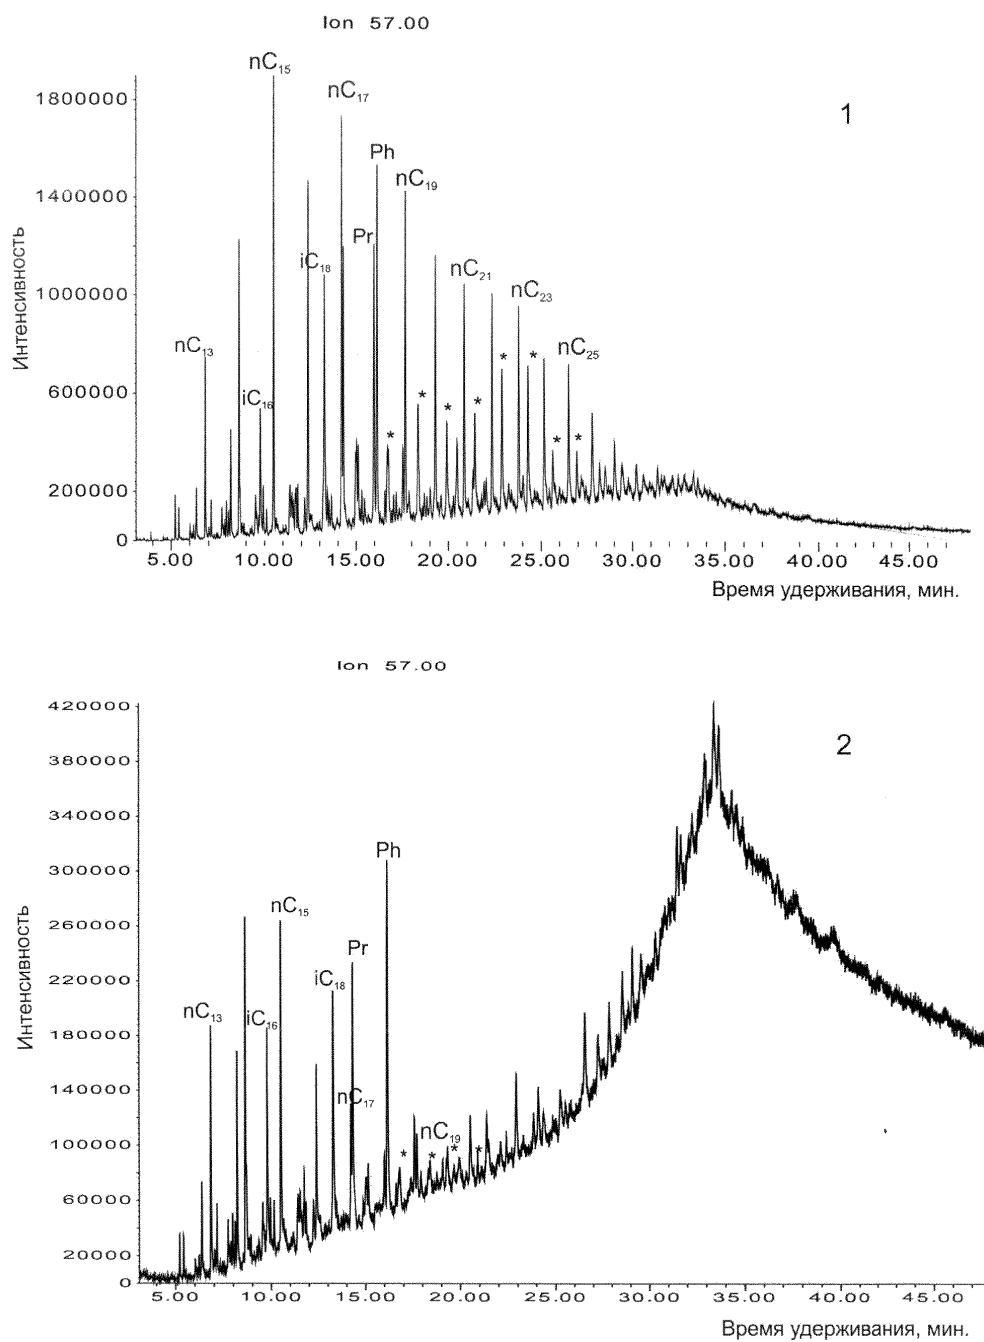 Ion 57.00
1
Интенсивность
1800000
1400000
1000000
600000
200000
0
nC₁₃
iC₁₆
nC₁₅
iC₁₈
nC₁₇
Pr
Ph
*
nC₁₉
*
*
nC₂₁
*
*
nC₂₃
*
*
nC₂₅
*
5.00 10.00 15.00 20.00 25.00 30.00 35.00 40.00 45.00
Время удерживания, мин.
Ion 57.00
2
Интенсивность
420000
380000
340000
300000
260000
220000
180000
140000
100000
60000
20000
0
nC₁₃
iC₁₆
nC₁₅
iC₁₈
Pr
nC₁₇
Ph
*
nC₁₉
*
*
*
5.00 10.00 15.00 20.00 25.00 30.00 35.00 40.00 45.00
Время удерживания, мин.